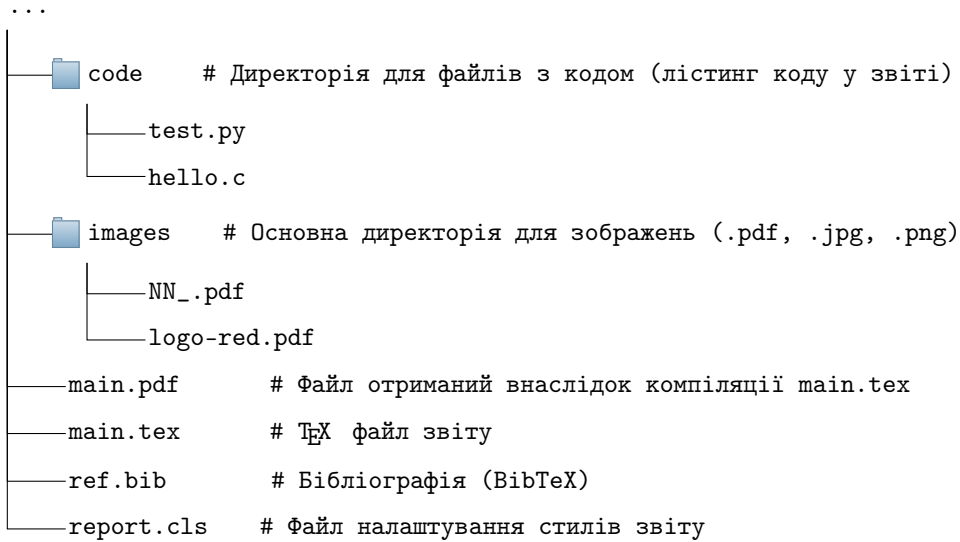 ...
code # Директорія для файлів з кодом (лістинг коду у звіті)
test.py
hello.c
images # Основна директорія для зображень (.pdf, .jpg, .png)
NN_.pdf
logo-red.pdf
main.pdf # Файл отриманий внаслідок компіляції main.tex
main.tex # TEX файл звіту
ref.bib # Бібліографія (BibTeX)
report.cls # Файл налаштування стилів звіту